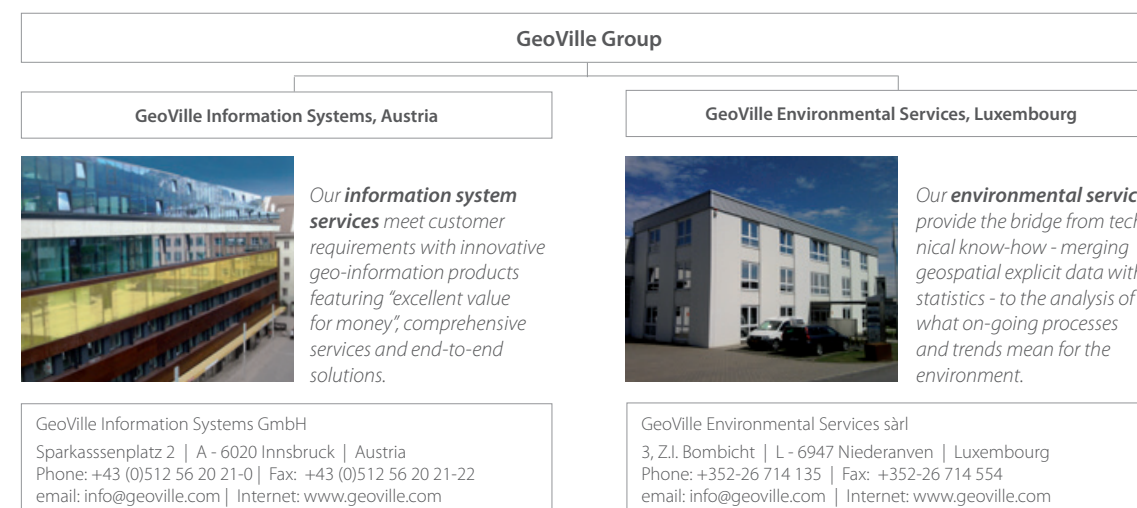 GeoVille Group
GeoVille Information Systems, Austria
Our information system
services meet customer
requirements with innovative
geo-information products
featuring “excellent value
for money”, comprehensive
services and end-to-end
solutions.
GeoVille Information Systems GmbH
Sparkasssenplatz 2 | A - 6020 Innsbruck | Austria
Phone: +43 (0)512 56 20 21-0 | Fax: +43 (0)512 56 20 21-22
email: info@geoville.com | Internet: www.geoville.com
GeoVille Environmental Services, Luxembourg
Our environmental servic
provide the bridge from tech
nical know-how - merging
geospatial explicit data with
statistics - to the analysis of
what on-going processes
and trends mean for the
environment.
GeoVille Environmental Services sàrl
3, Z.I. Bombicht | L - 6947 Niederanven | Luxembourg
Phone: +352-26 714 135 | Fax: +352-26 714 554
email: info@geoville.com | Internet: www.geoville.com